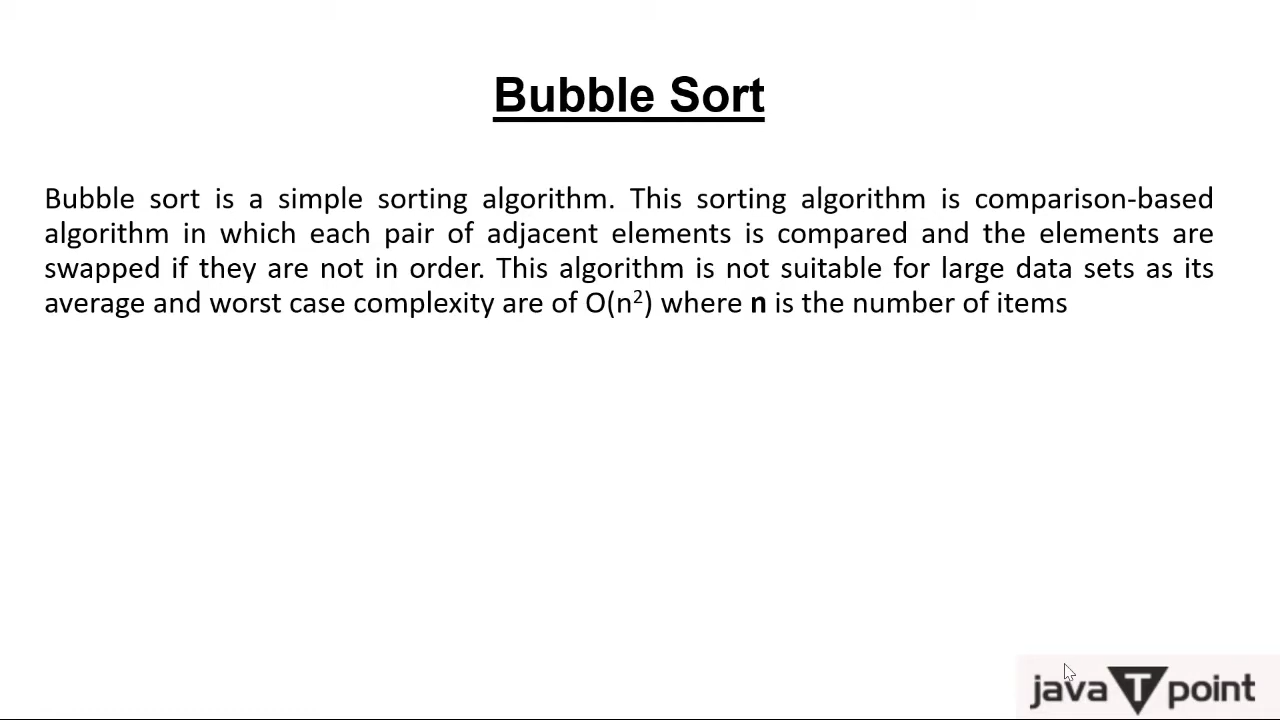 Bubble Sort
Bubble sort is a simple sorting algorithm. This sorting algorithm is comparison-based
algorithm in which each pair of adjacent elements is compared and the elements are
swapped if they are not in order. This algorithm is not suitable for large data sets as its
average and worst case complexity are of O(n²) where n is the number of items
java T point